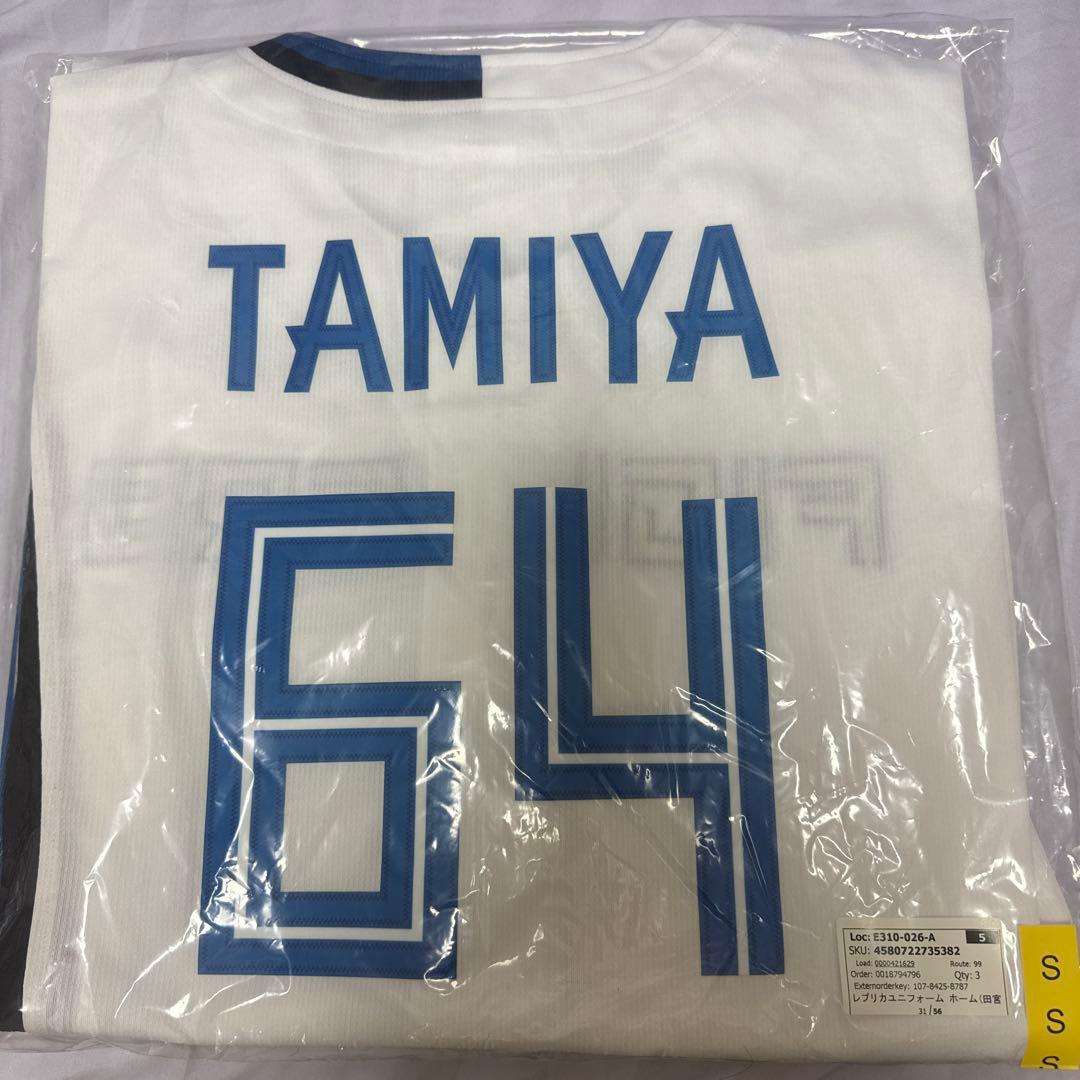 TAMIYA
64
Loc: E310-026-A 5
SKU: 4580722735382
Load: 0000421629 Route: 99
Order: 0018794796 Qty: 3
Externorderkey: 107-8425-8787
レプリカユニフォーム ホーム(田宮
31/56
S
S
S